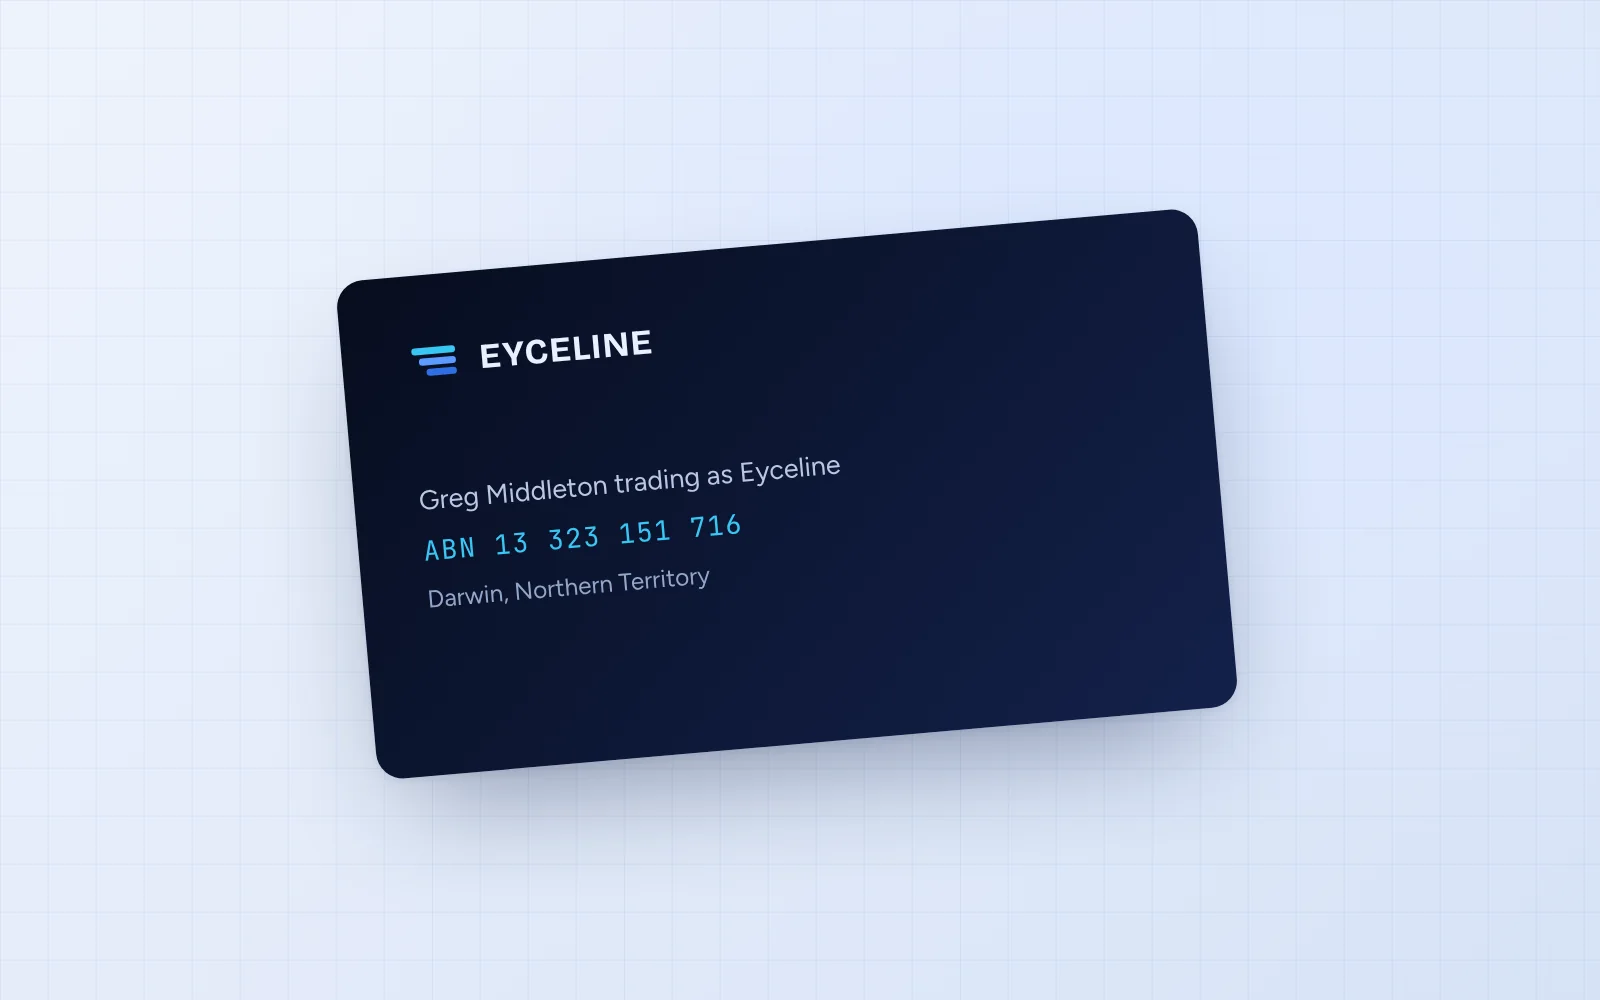 EYCELINE
Greg Middleton trading as Eyceline
ABN 13 323 151 716
Darwin, Northern Territory